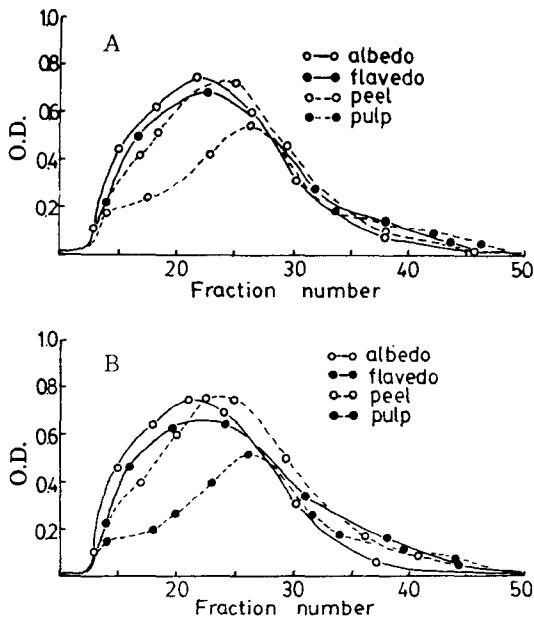 A
1.0
0.8
0.6
0.4
0.2
O.D.
albedo
flavedo
peel
pulp
20 30 40 50
Fraction number
B
1.0
0.8
0.6
0.4
0.2
O.D.
albedo
flavedo
peel
pulp
20 30 40 50
Fraction number